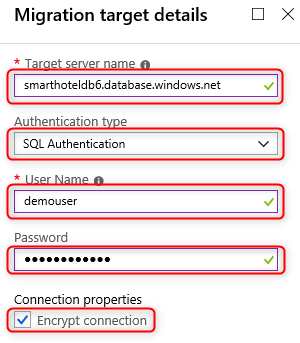 Migration target details
* Target server name
smarthoteldb6.database.windows.net
Authentication type
SQL Authentication
* User Name
demouser
Password
••••••••••••
Connection properties
Encrypt connection